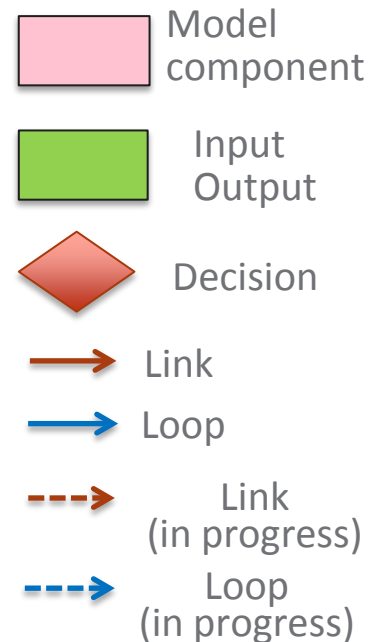 Model
component
Input
Output
Decision
Link
Loop
Link
(in progress)
Loop
(in progress)